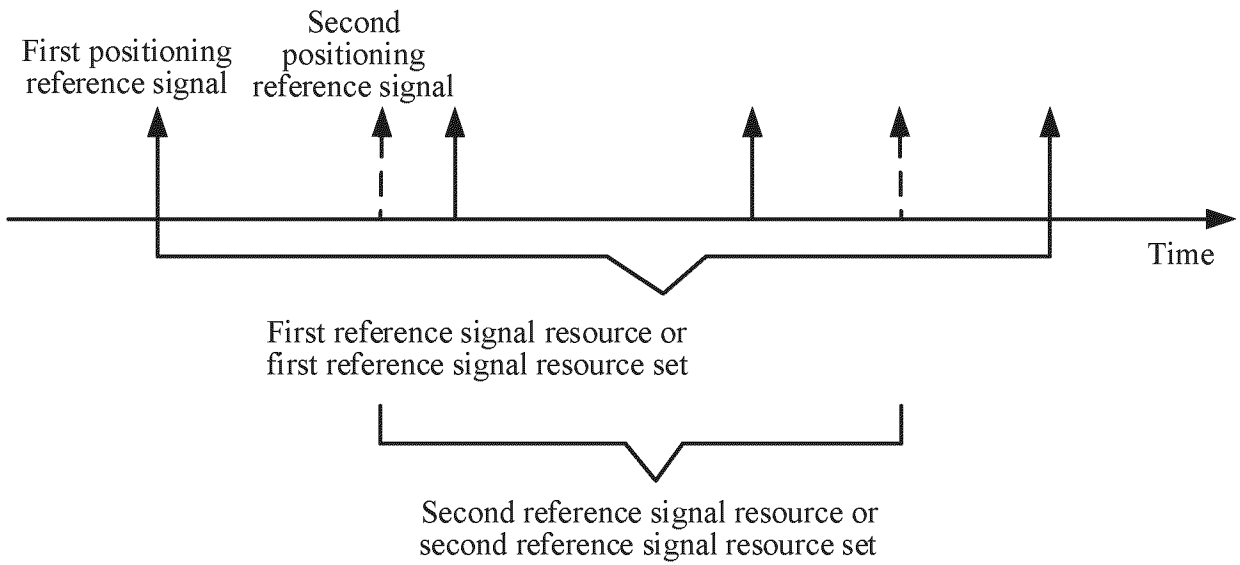 First positioning
reference signal
Second
positioning
reference signal
Time
First reference signal resource or
first reference signal resource set
Second reference signal resource or
second reference signal resource set